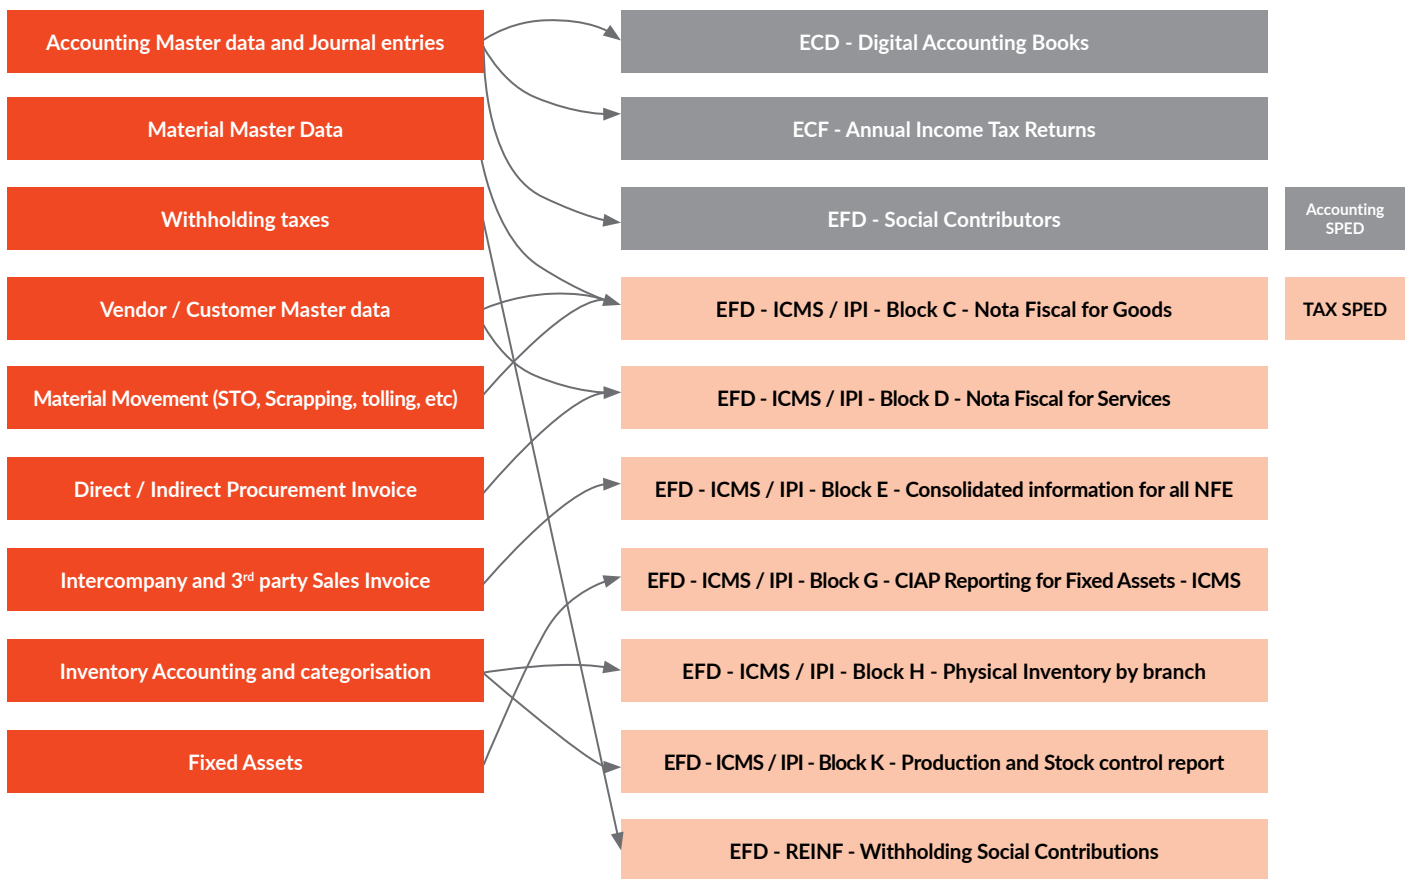 Accounting Master data and Journal entries
Material Master Data
Withholding taxes
Vendor / Customer Master data
Material Movement (STO, Scrapping, tolling, etc)
Direct / Indirect Procurement Invoice
Intercompany and 3rd party Sales Invoice
Inventory Accounting and categorisation
Fixed Assets
ECD - Digital Accounting Books
ECF - Annual Income Tax Returns
EFD - Social Contributors
EFD - ICMS / IPI - Block C - Nota Fiscal for Goods
EFD - ICMS / IPI - Block D - Nota Fiscal for Services
EFD - ICMS / IPI - Block E - Consolidated information for all NFE
EFD - ICMS / IPI - Block G - CIAP Reporting for Fixed Assets - ICMS
EFD - ICMS / IPI - Block H - Physical Inventory by branch
EFD - ICMS / IPI - Block K - Production and Stock control report
EFD - REINF - Withholding Social Contributions
Accounting
SPED
TAX SPED